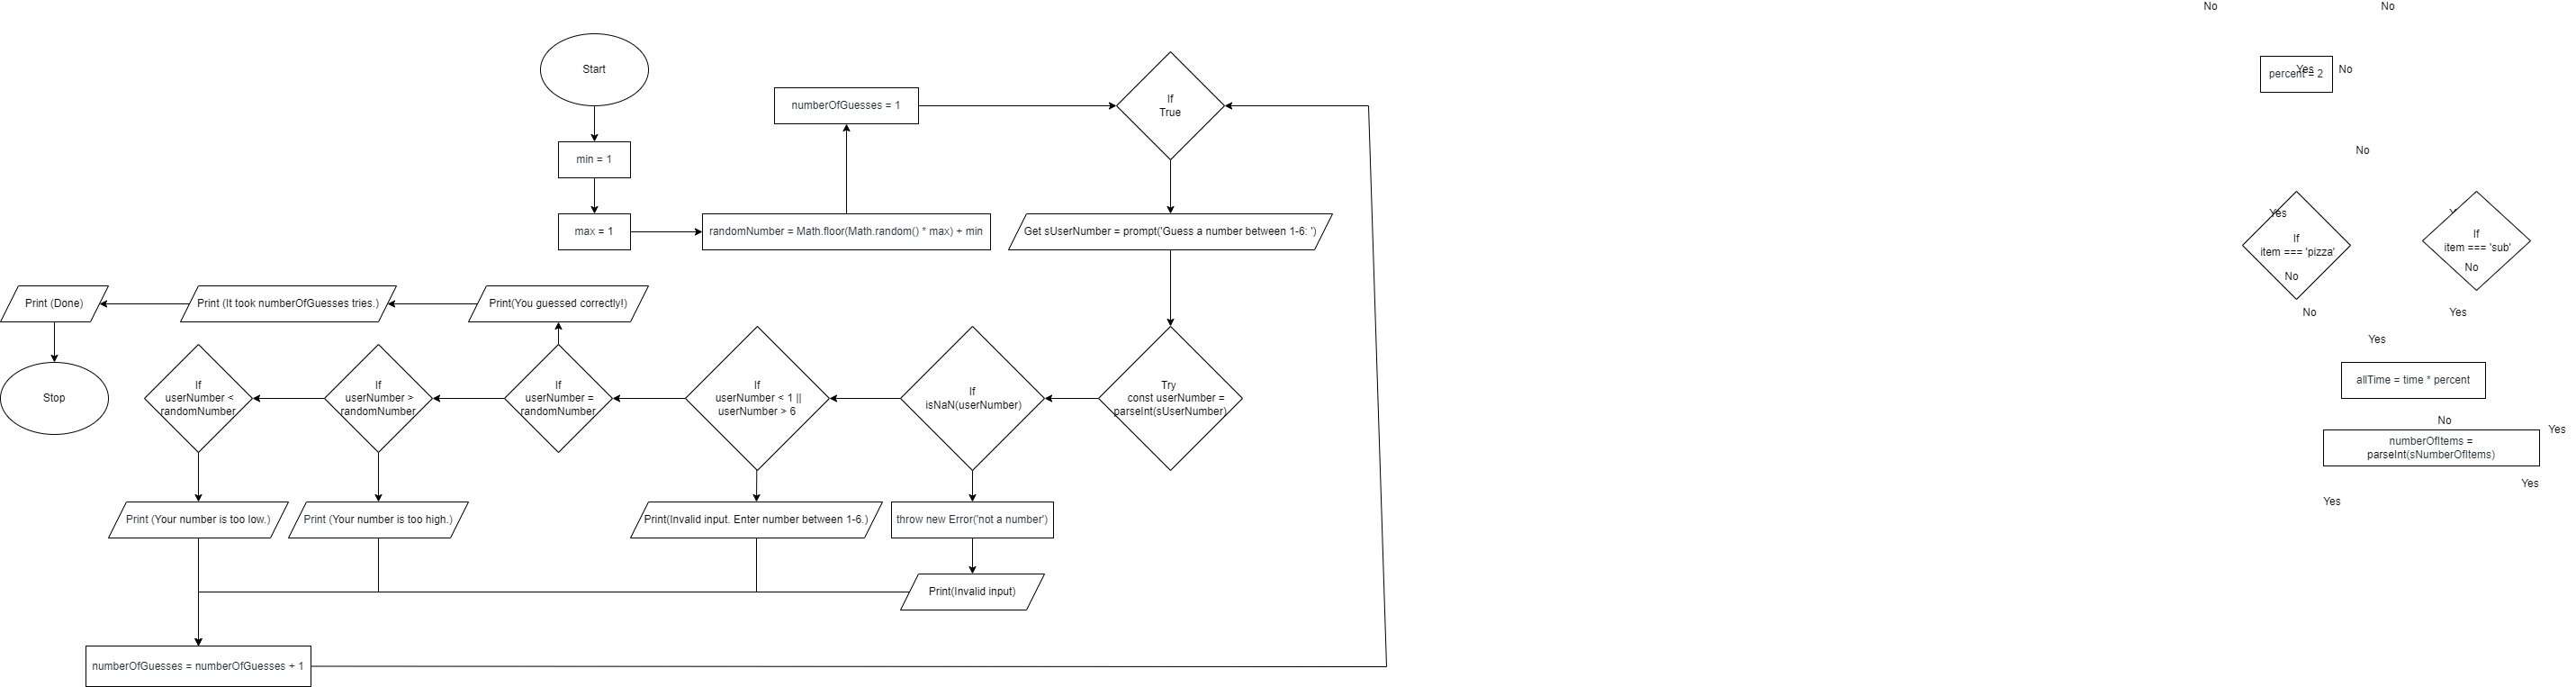 Start
min = 1
max = 1
randomNumber = Math.floor(Math.random() * max) + min
numberOfGuesses = 1
If
True
Get sUserNumber = prompt('Guess a number between 1-6: ')
Try
const userNumber =
parseInt(sUserNumber)
If
isNaN(userNumber)
If
userNumber < 1 ||
userNumber > 6
If
userNumber =
randomNumber
If
userNumber >
randomNumber
If
userNumber <
randomNumber
Print(You guessed correctly!)
Print (It took numberOfGuesses tries.)
Print (Done)
Stop
Print (Your number is too low.)
Print (Your number is too high.)
Print(Invalid input. Enter number between 1-6.)
throw new Error('not a number')
Print(Invalid input)
numberOfGuesses = numberOfGuesses + 1
No
No
percent = 2
Yes
No
No
Yes
If
item === 'pizza'
No
If
item === 'sub'
No
No
Yes
Yes
allTime = time * percent
No
Yes
numberOfItems =
parseInt(sNumberOfItems)
Yes
Yes